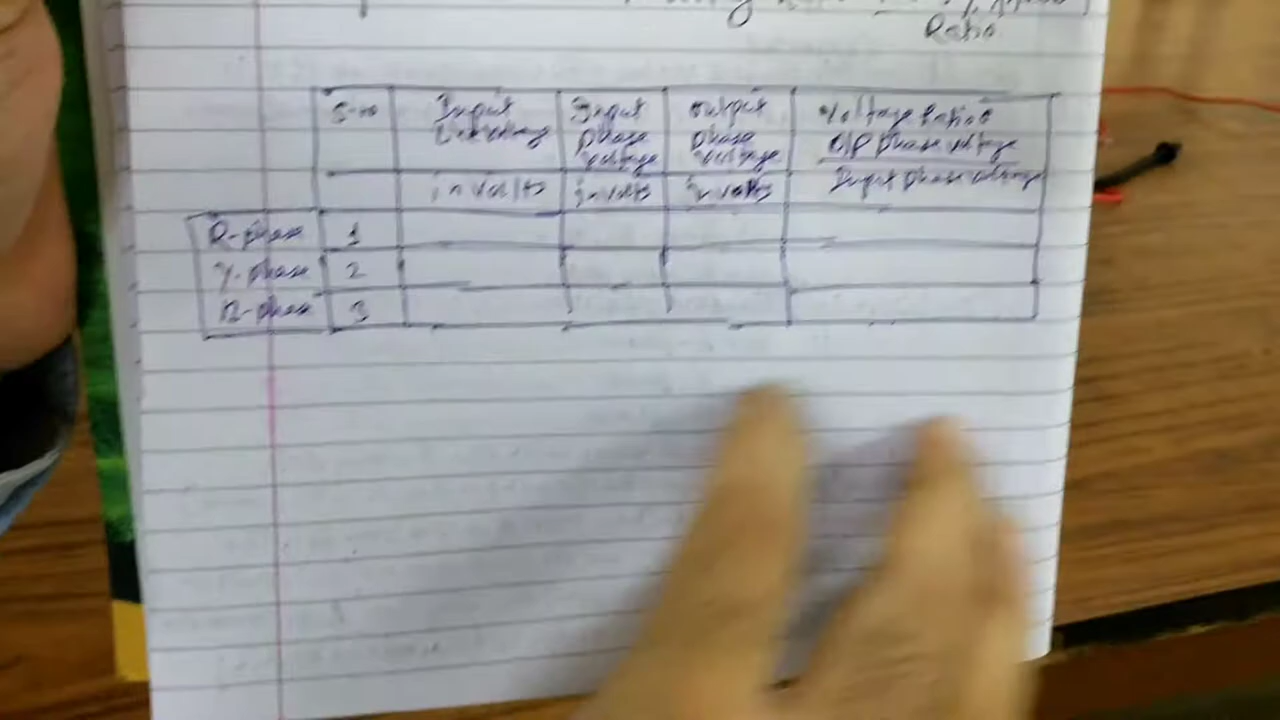 Ratio
S-no
Input
Line voltage
in volts
Input
phase
voltage
in volts
output
phase
voltage
in volts
Voltage ratio
O/P phase voltage
Input phase voltage
R-phase 1
Y-phase 2
B-phase 3